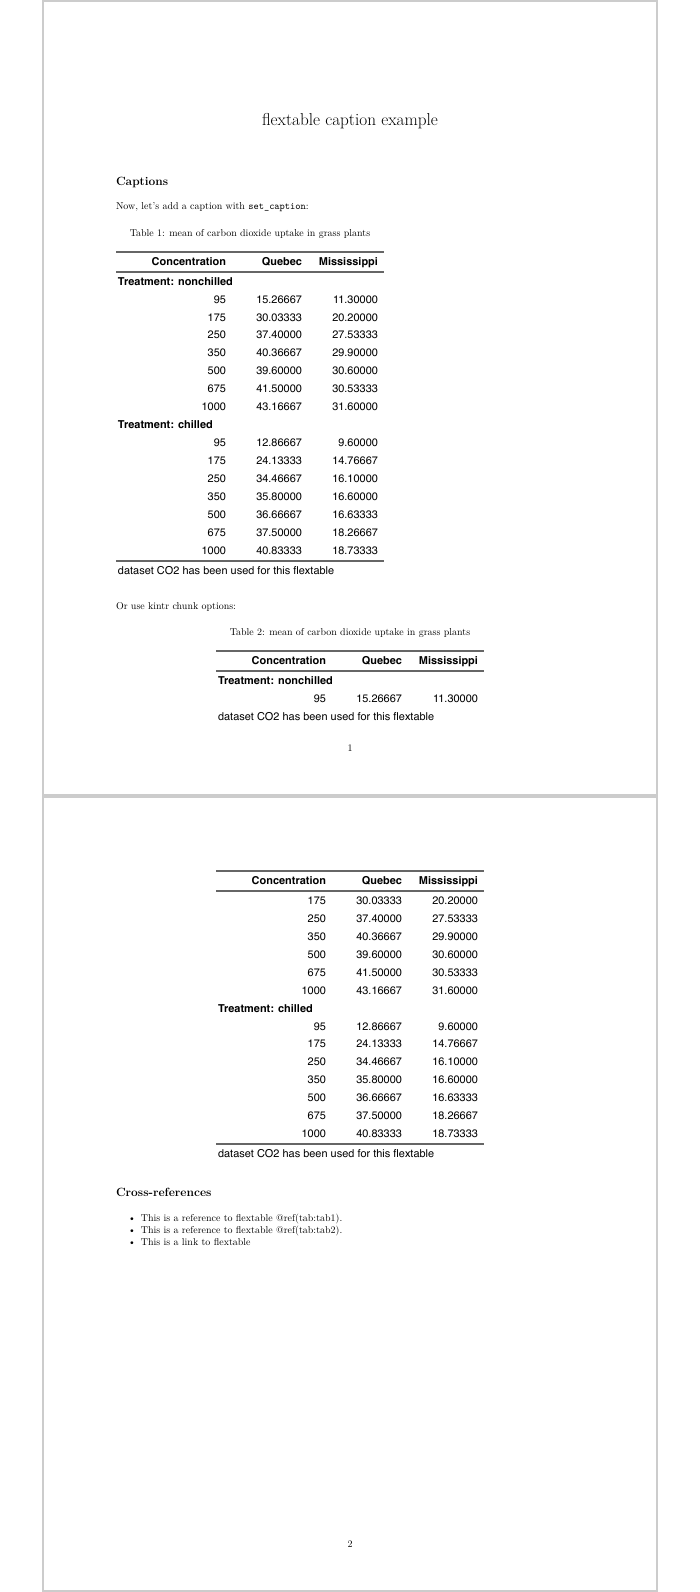 flextable caption example
Captions
Now, let's add a caption with set_caption:
Table 1: mean of carbon dioxide uptake in grass plants
Concentration Quebec Mississippi
Treatment: nonchilled
95 15.26667 11.30000
175 30.03333 20.20000
250 37.40000 27.53333
350 40.36667 29.90000
500 39.60000 30.60000
675 41.50000 30.53333
1000 43.16667 31.60000
Treatment: chilled
95 12.86667 9.60000
175 24.13333 14.76667
250 34.46667 16.10000
350 35.80000 16.60000
500 36.66667 16.63333
675 37.50000 18.26667
1000 40.83333 18.73333
dataset CO2 has been used for this flextable
Or use kintr chunk options:
Table 2: mean of carbon dioxide uptake in grass plants
Concentration Quebec Mississippi
Treatment: nonchilled
95 15.26667 11.30000
dataset CO2 has been used for this flextable
1
Concentration Quebec Mississippi
175 30.03333 20.20000
250 37.40000 27.53333
350 40.36667 29.90000
500 39.60000 30.60000
675 41.50000 30.53333
1000 43.16667 31.60000
Treatment: chilled
95 12.86667 9.60000
175 24.13333 14.76667
250 34.46667 16.10000
350 35.80000 16.60000
500 36.66667 16.63333
675 37.50000 18.26667
1000 40.83333 18.73333
dataset CO2 has been used for this flextable
Cross-references
• This is a reference to flextable @ref(tab:tab1).
• This is a reference to flextable @ref(tab:tab2).
• This is a link to flextable
2